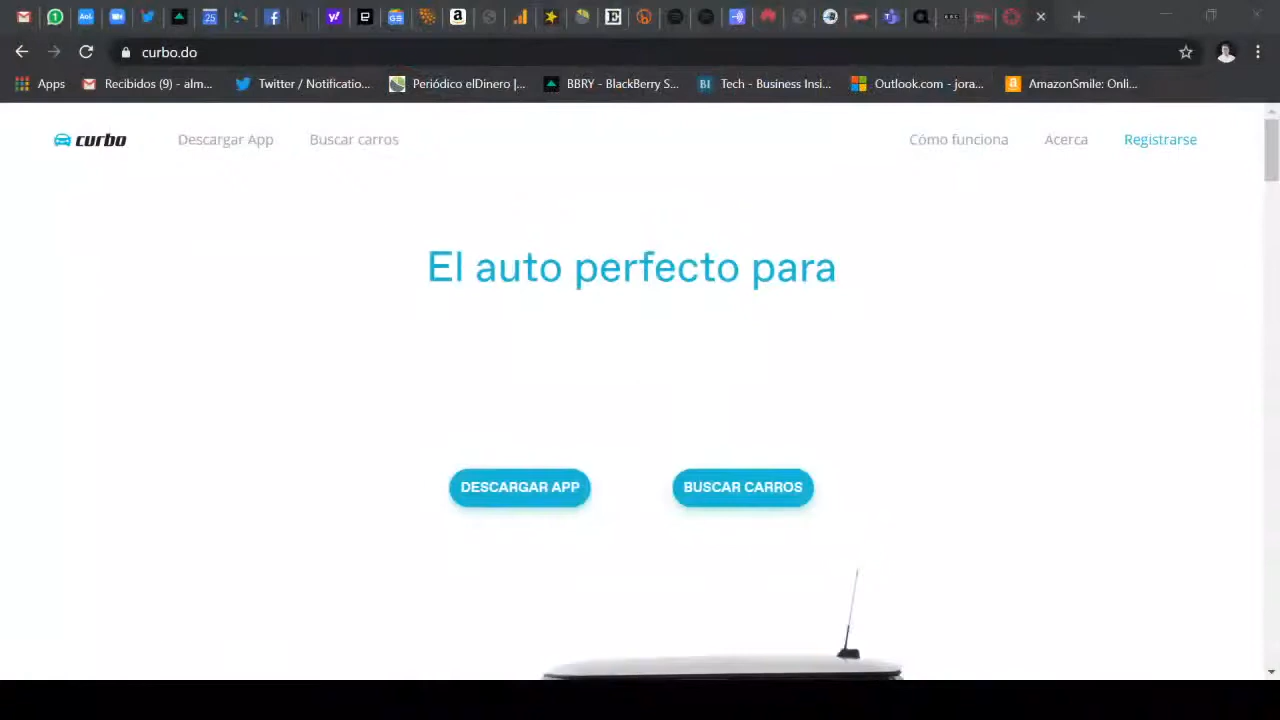 curbo.do
Apps
Recibidos (9) - alm...
Twitter / Notificatio...
Periódico elDinero |...
BBRY - BlackBerry S...
Tech - Business Insi...
Outlook.com - jora...
AmazonSmile: Onli...
curbo
Descargar App
Buscar carros
Cómo funciona
Acerca
Registrarse
El auto perfecto para
DESCARGAR APP
BUSCAR CARROS